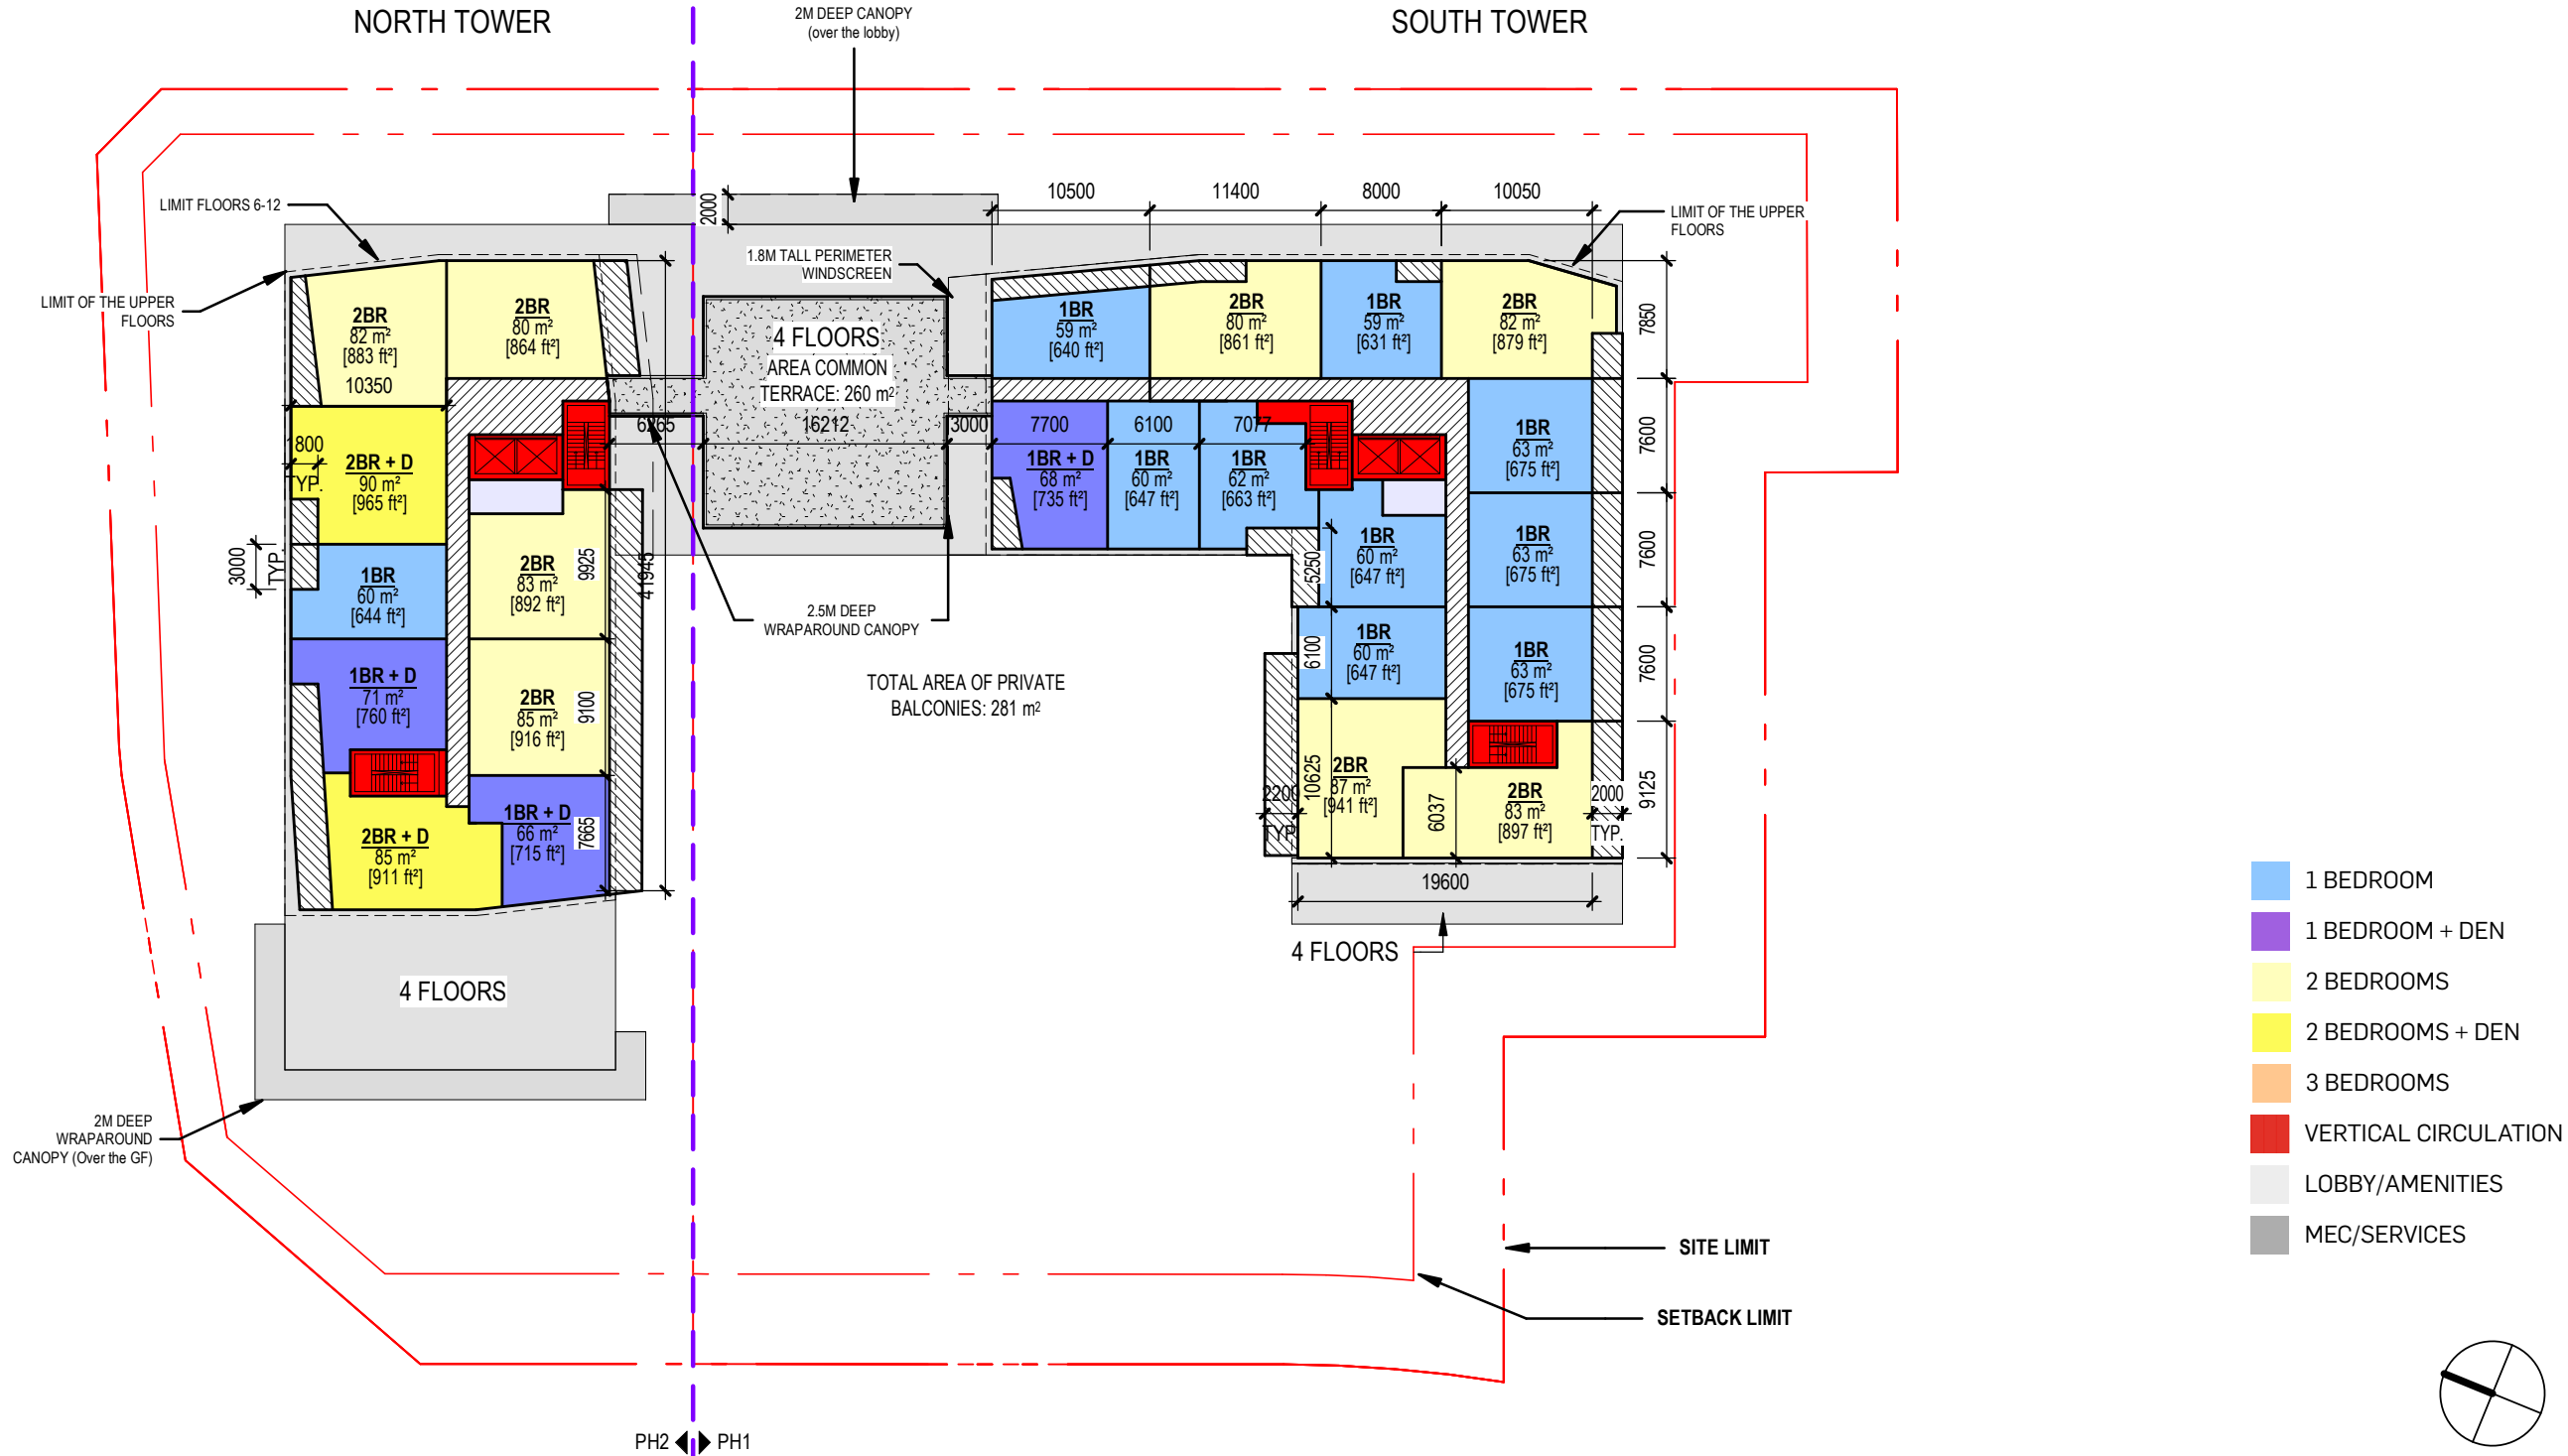 NORTH TOWER
2M DEEP CANOPY
(over the lobby)
SOUTH TOWER
LIMIT FLOORS 6-12
LIMIT OF THE UPPER
FLOORS
2000
1.8M TALL PERIMETER
WINDSCREEN
10500
11400
8000
10050
LIMIT OF THE UPPER
FLOORS
2BR
82 m²
[883 ft²]
10350
2BR
80 m²
[864 ft²]
4 FLOORS
AREA COMMON
TERRACE: 260 m²
1BR
59 m²
[640 ft²]
2BR
80 m²
[861 ft²]
1BR
59 m²
[631 ft²]
2BR
82 m²
[879 ft²]
7850
6265
16212
3000
7700
6100
7077
1800
TYP.
2BR + D
90 m²
[965 ft²]
1BR + D
68 m²
[735 ft²]
1BR
60 m²
[647 ft²]
1BR
62 m²
[663 ft²]
1BR
63 m²
[675 ft²]
7600
3000
TYP.
1BR
60 m²
[644 ft²]
2BR
83 m²
[892 ft²]
9925
41945
5250
1BR
60 m²
[647 ft²]
1BR
63 m²
[675 ft²]
7600
2.5M DEEP
WRAPAROUND CANOPY
1BR + D
71 m²
[760 ft²]
2BR
85 m²
[916 ft²]
9100
TOTAL AREA OF PRIVATE
BALCONIES: 281 m²
6100
1BR
60 m²
[647 ft²]
1BR
63 m²
[675 ft²]
7600
2BR + D
85 m²
[911 ft²]
1BR + D
66 m²
[715 ft²]
7665
2200
TYP.
10625
2BR
87 m²
[941 ft²]
6037
2BR
83 m²
[897 ft²]
2000
TYP.
9125
19600
4 FLOORS
4 FLOORS
2M DEEP
WRAPAROUND
CANOPY (Over the GF)
SITE LIMIT
SETBACK LIMIT
PH2
PH1
1 BEDROOM
1 BEDROOM + DEN
2 BEDROOMS
2 BEDROOMS + DEN
3 BEDROOMS
VERTICAL CIRCULATION
LOBBY/AMENITIES
MEC/SERVICES